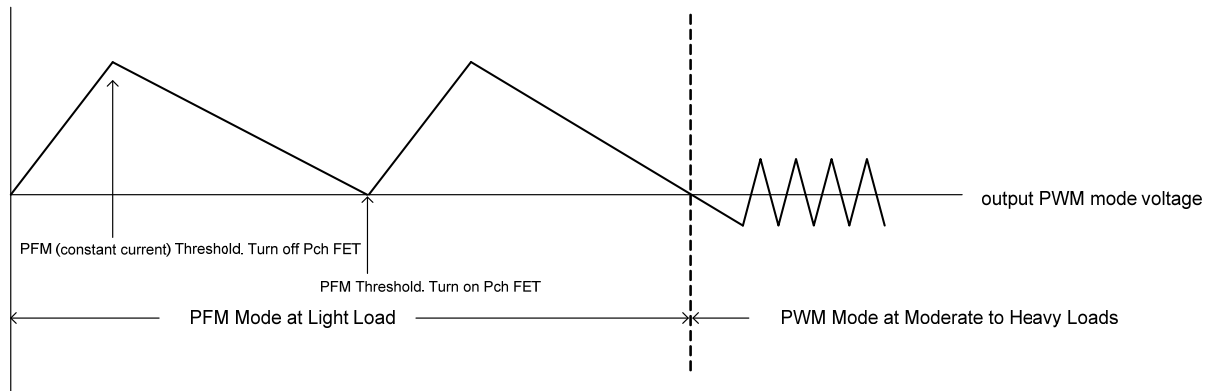 output PWM mode voltage
PFM (constant current) Threshold. Turn off Pch FET
PFM Threshold. Turn on Pch FET
PFM Mode at Light Load
PWM Mode at Moderate to Heavy Loads